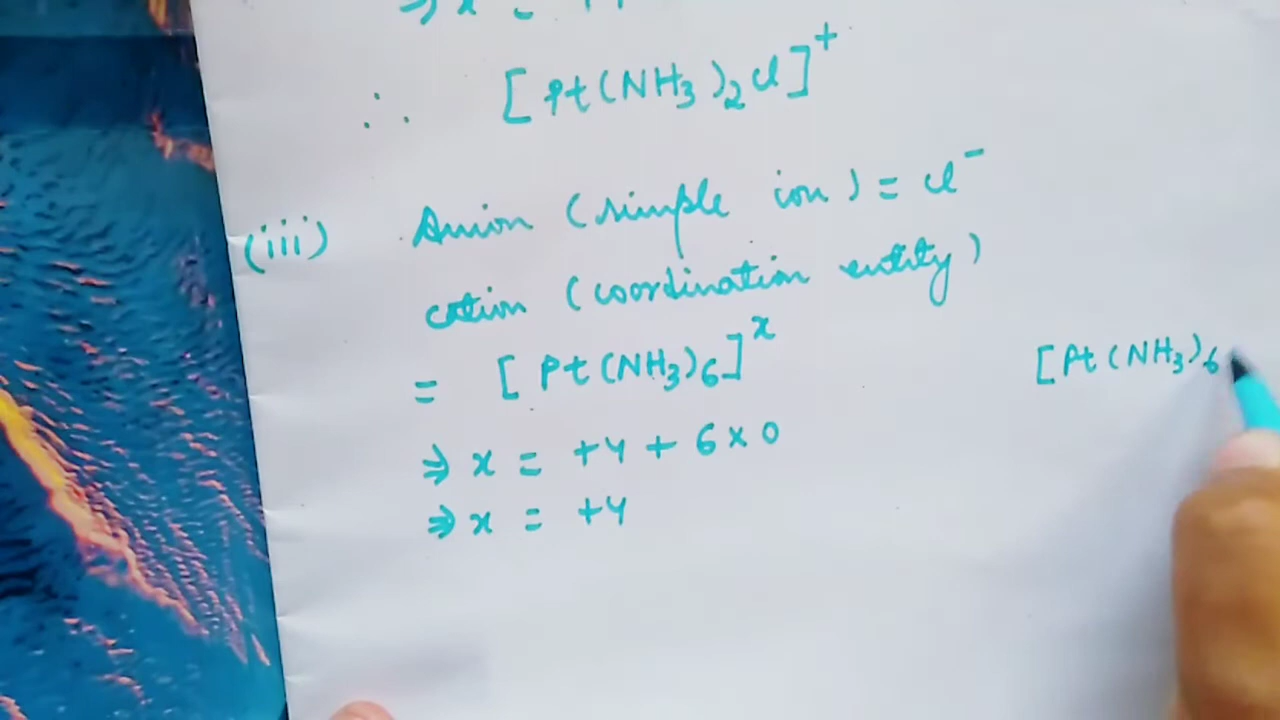 ∴ [Pt(NH₃)₂Cl]⁺
(iii) Anion (simple ion) = Cl⁻
cation (coordination entity)
= [Pt(NH₃)₆]ˣ
[Pt(NH₃)₆
⇒ x = +4 + 6×0
⇒ x = +4